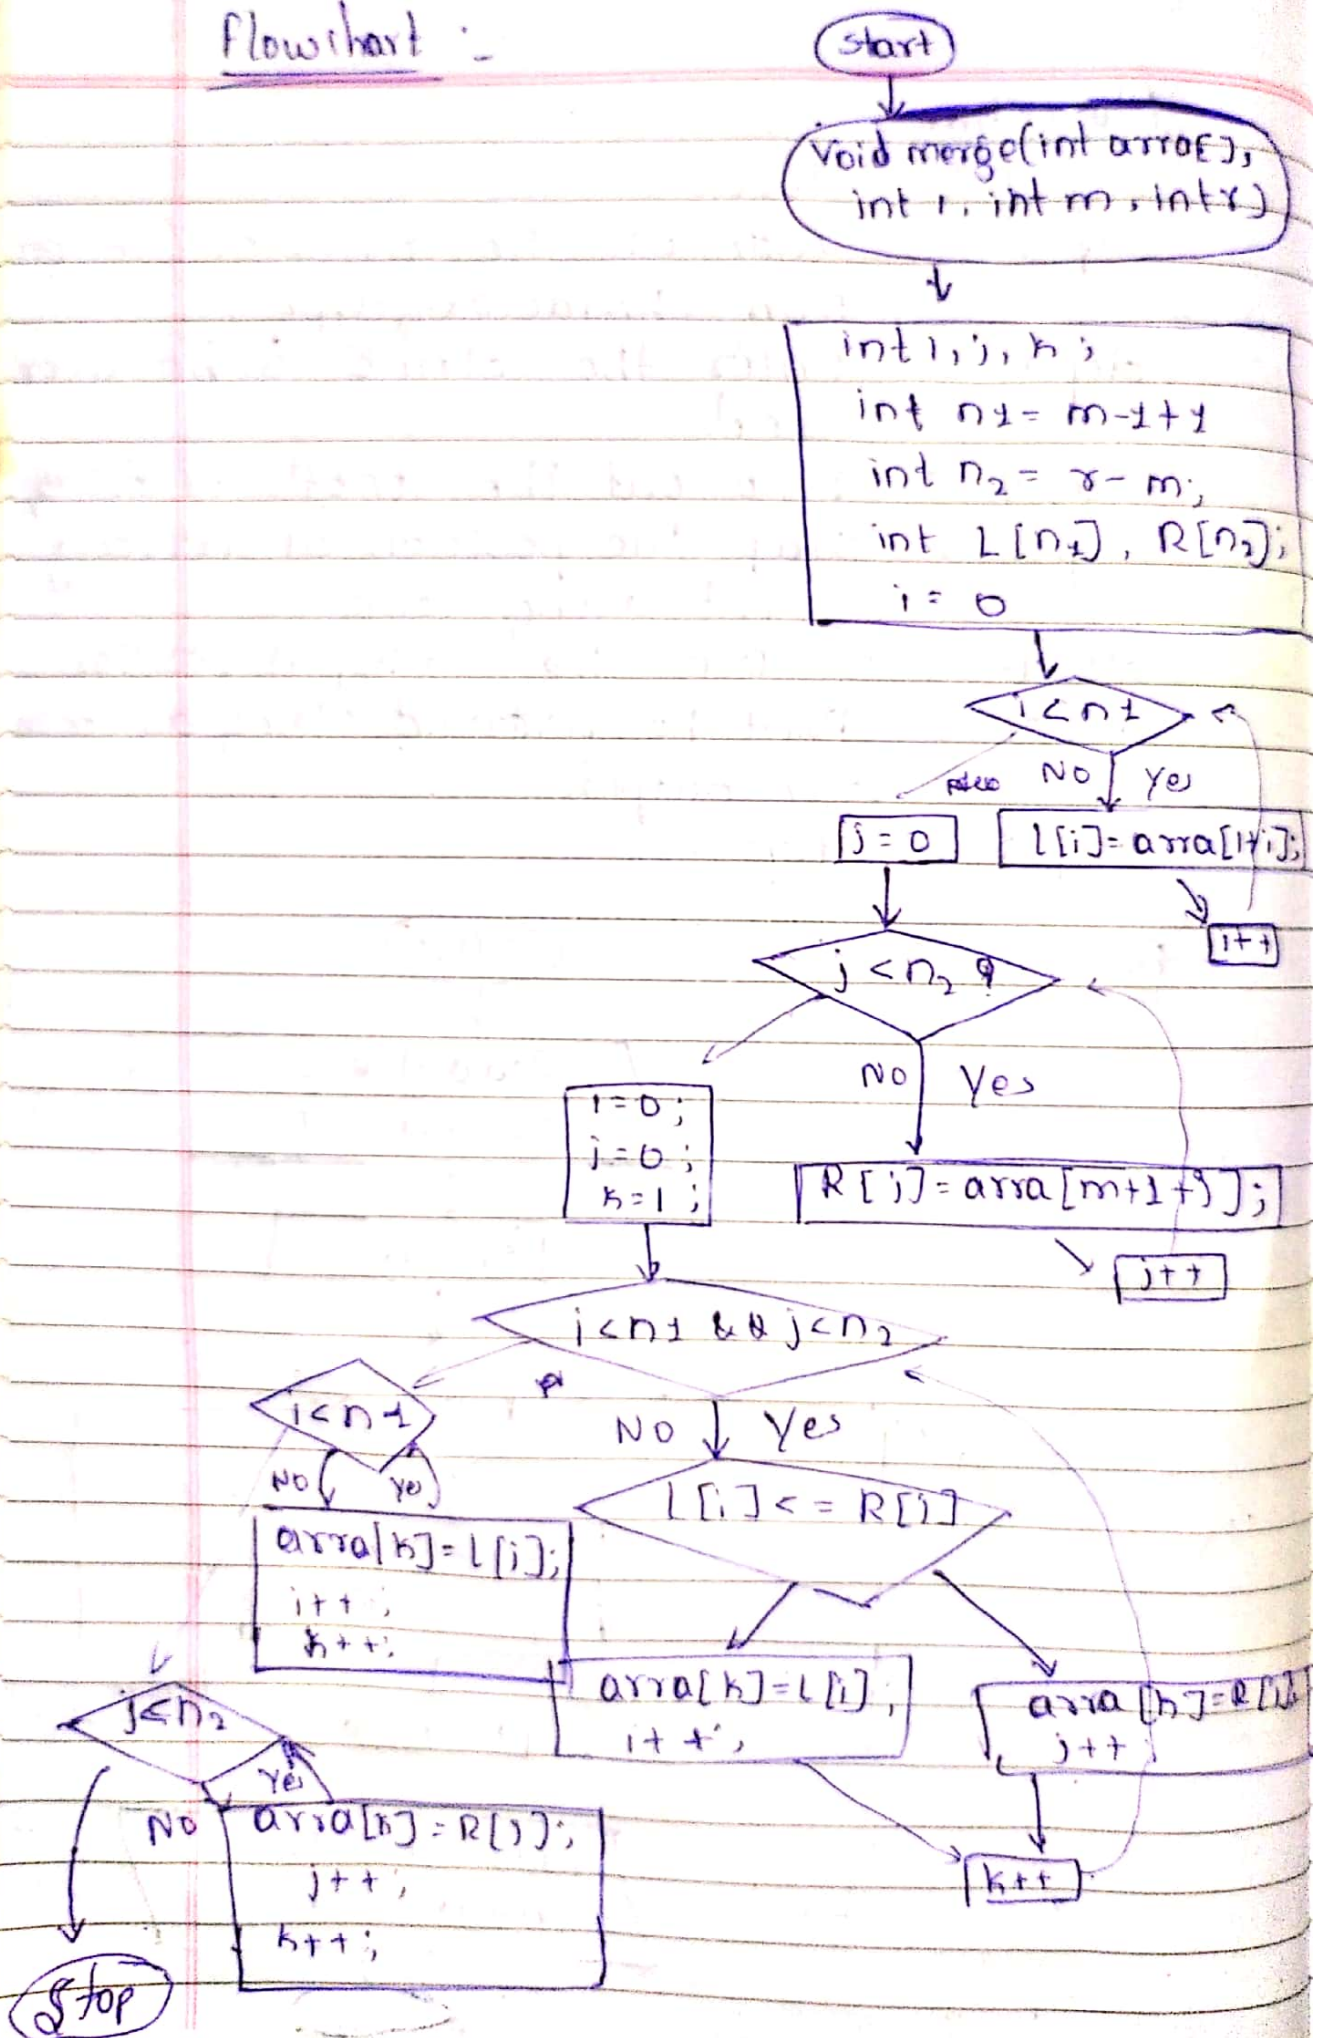 Flowchart :-
start
void merge(int arra[],
int l, int m, int r)
int i, j, k ;
int n1 = m-1+1
int n2 = r- m;
int L[n1], R[n2];
i = 0
i<n1
NO Yes
j = 0
l[i]= arra[l+i];
i++
j <n2 ?
NO Yes
i=0 ;
j=0 ;
k=l ;
R[j]=arra[m+1+j];
j++
i<n1 && j<n2
i<n1
NO Yes
NO Yes
l[i]<= R[j]
arra[k]=l[i];
i++ ;
k++;
arra[k]=L[i];
i++;
arra[k]=R[j];
j++;
j<n2
Yes
NO
arra[k]=R[j];
j++;
k++;
k++
Stop